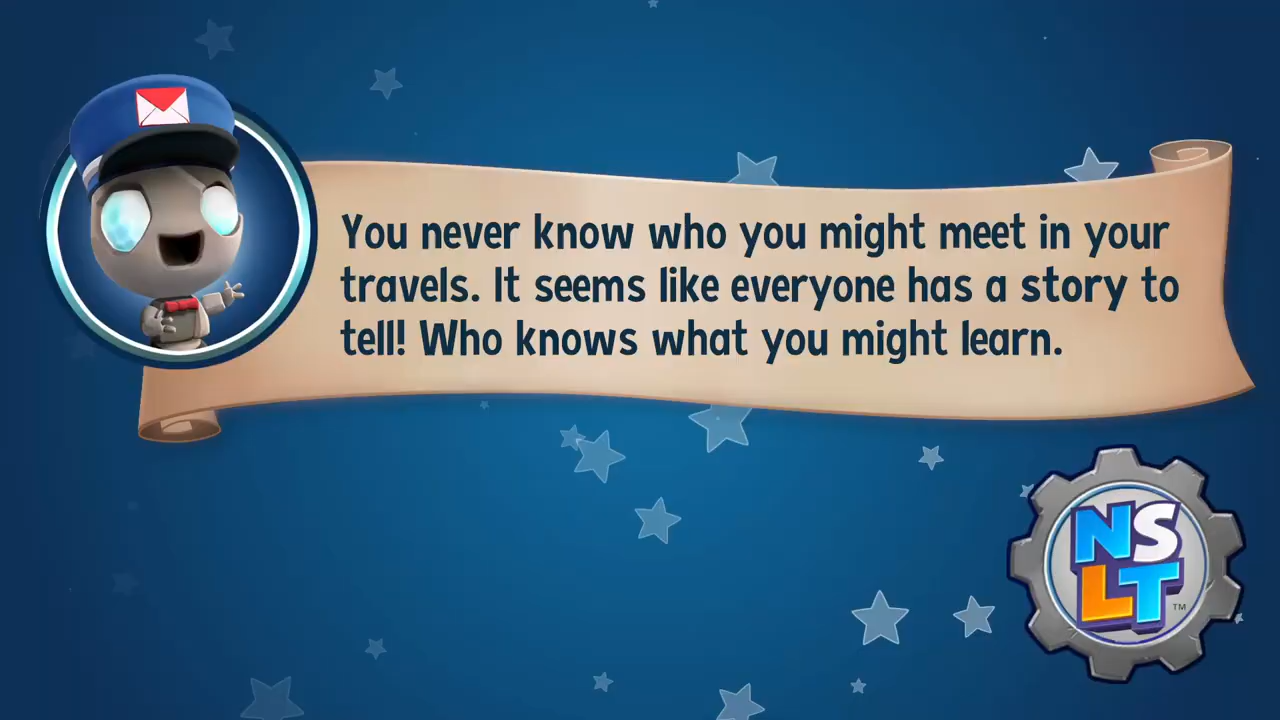 You never know who you might meet in your
travels. It seems like everyone has a story to
tell! Who knows what you might learn.
NS
LT
TM